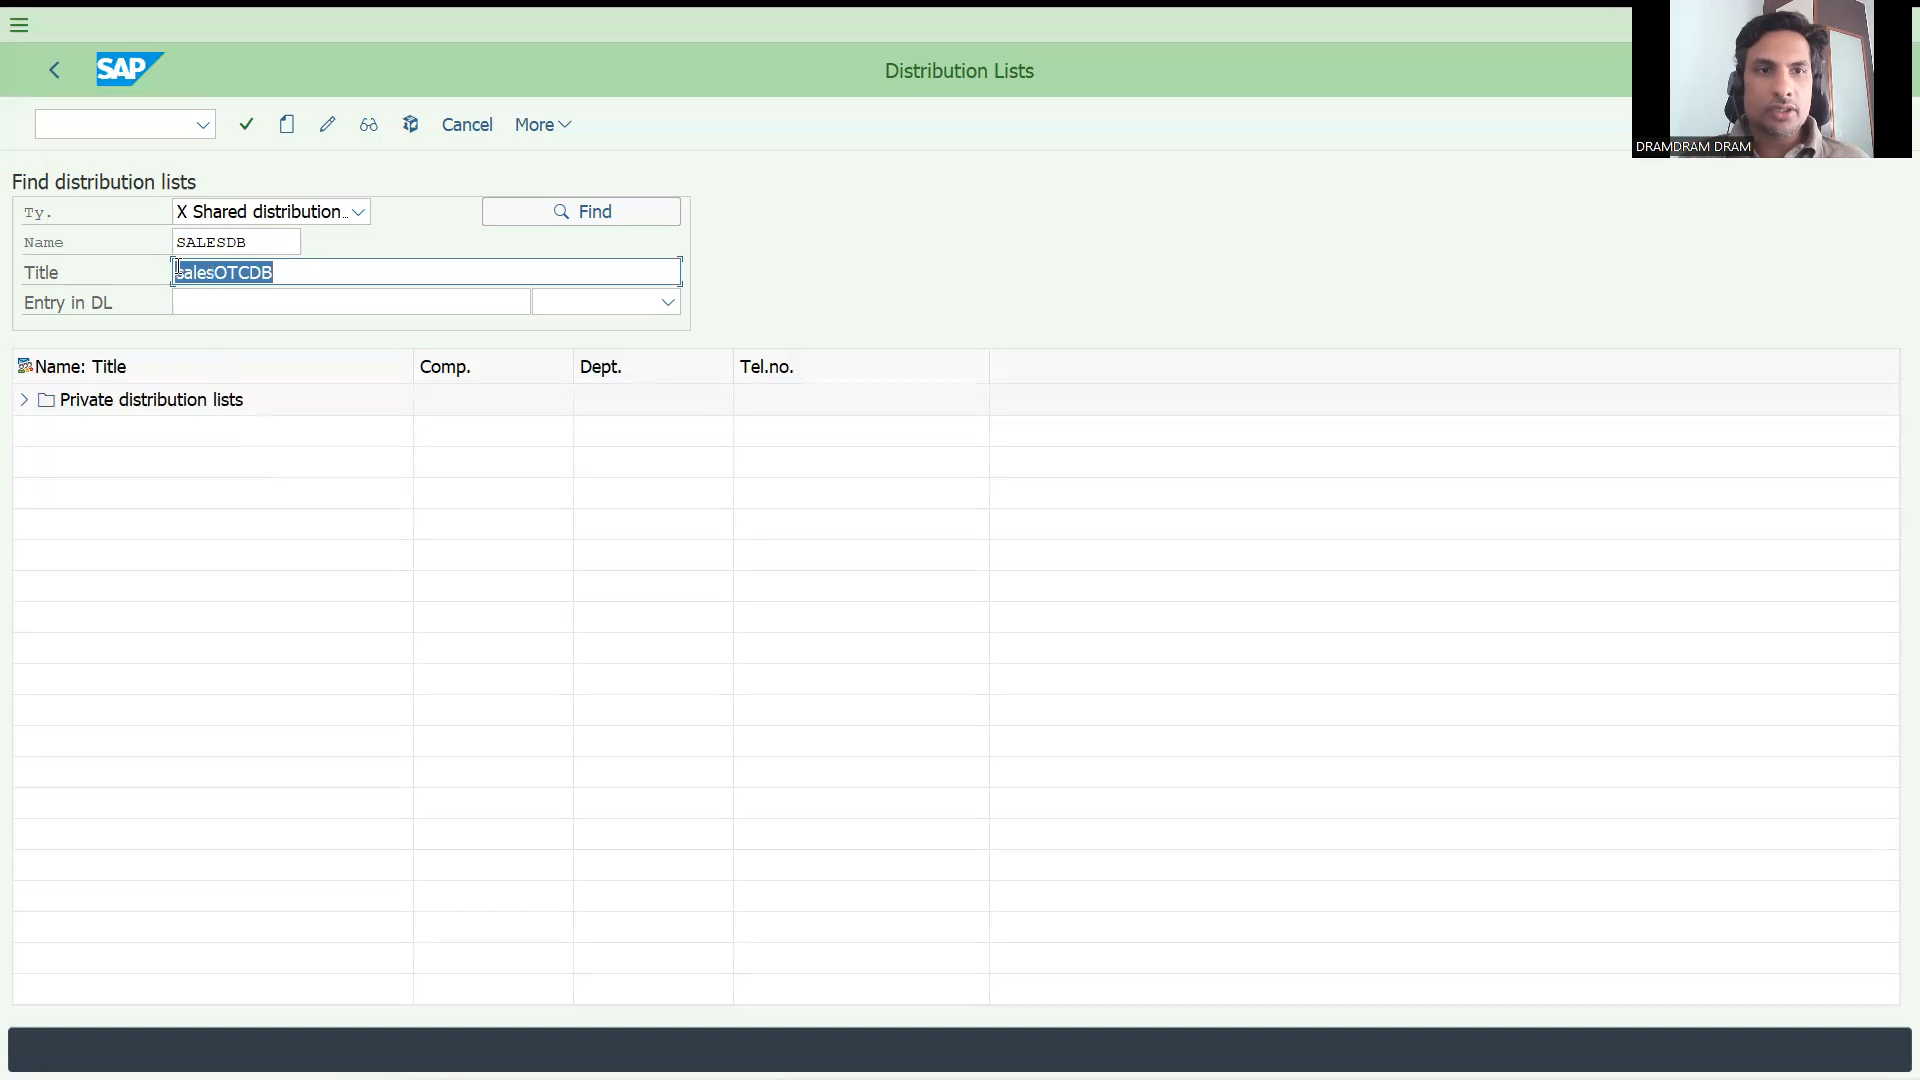 SAP
Distribution Lists
Cancel More
DRAMDRAM DRAM
Find distribution lists
Ty. X Shared distribution.. Find
Name SALESDB
Title salesOTCDB
Entry in DL
Name: Title Comp. Dept. Tel.no.
Private distribution lists